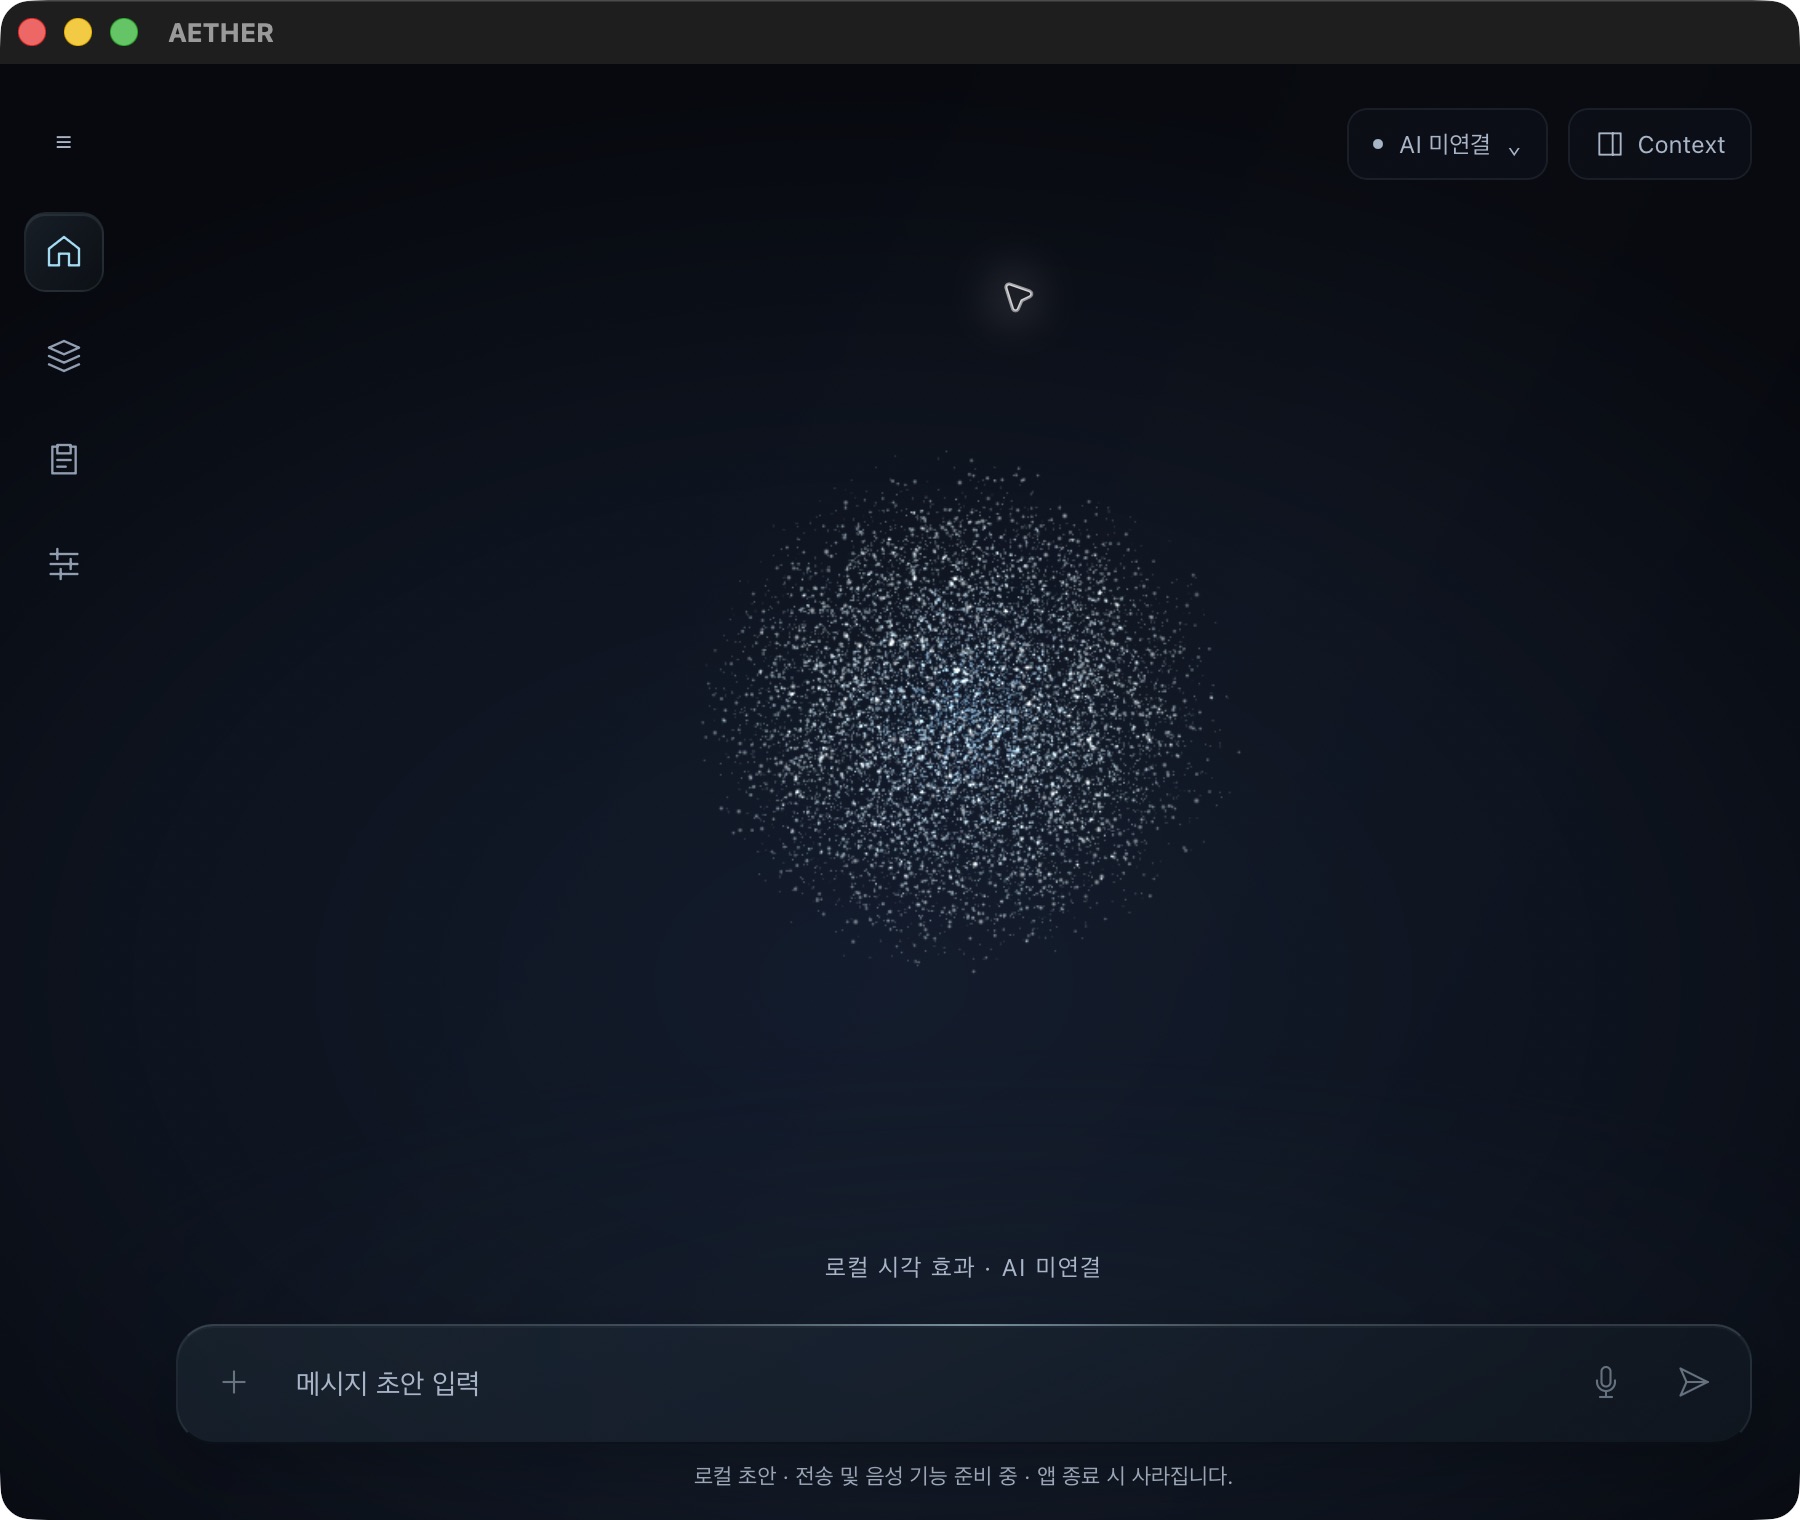 AETHER
AI 미연결
Context
로컬 시각 효과 · AI 미연결
메시지 초안 입력
로컬 초안 · 전송 및 음성 기능 준비 중 · 앱 종료 시 사라집니다.